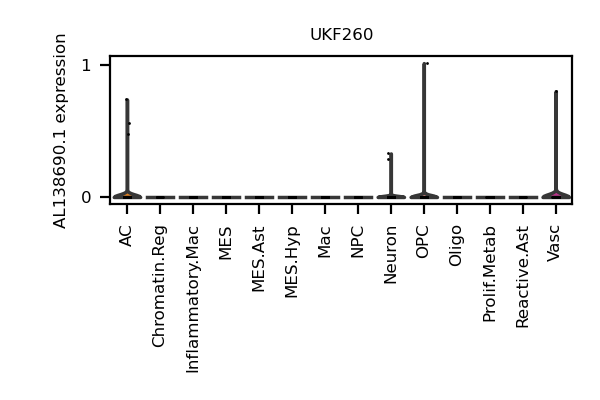 UKF260
AL138690.1 expression
1
0
AC
Chromatin.Reg
Inflammatory.Mac
MES
MES.Ast
MES.Hyp
Mac
NPC
Neuron
OPC
Oligo
Prolif.Metab
Reactive.Ast
Vasc